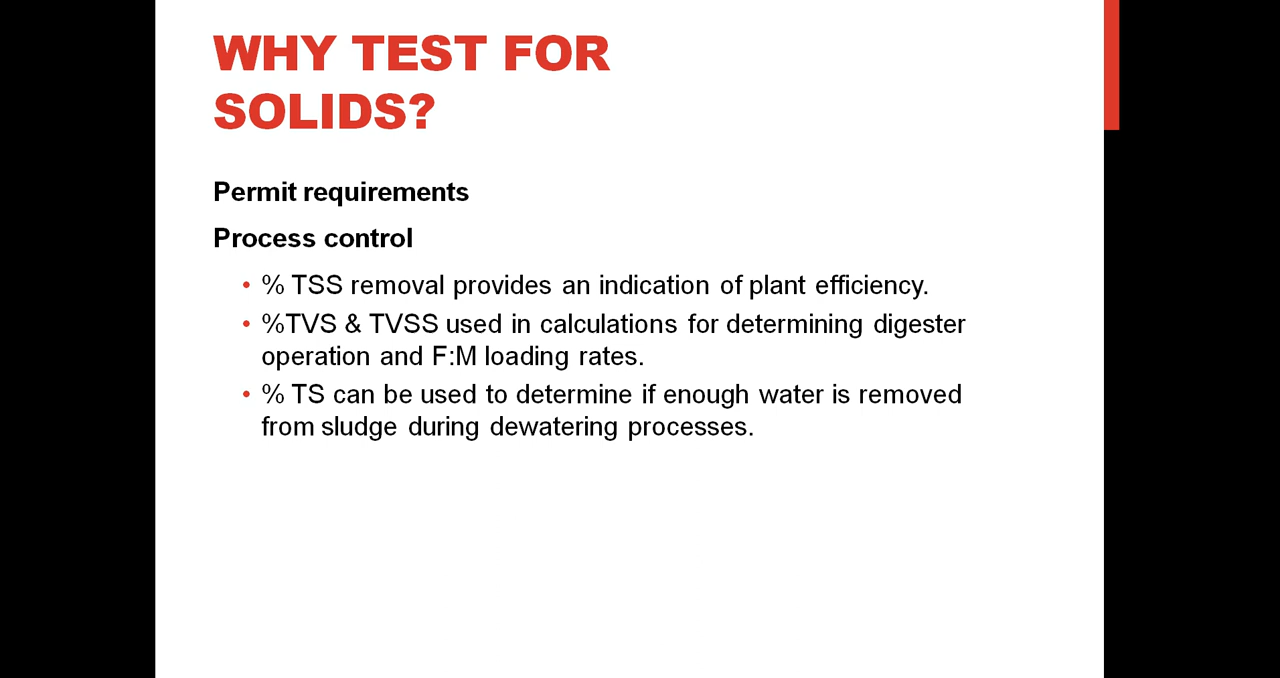 WHY TEST FOR
SOLIDS?
Permit requirements
Process control
• % TSS removal provides an indication of plant efficiency.
• %TVS & TVSS used in calculations for determining digester
operation and F:M loading rates.
• % TS can be used to determine if enough water is removed
from sludge during dewatering processes.